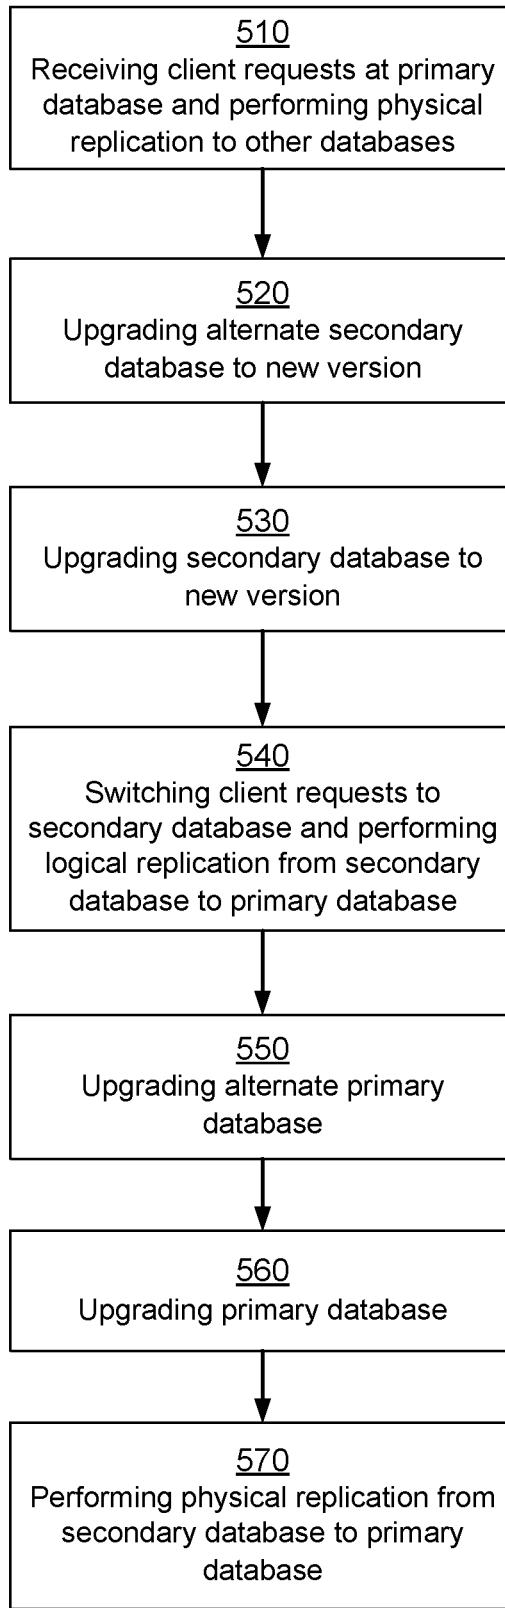 510
Receiving client requests at primary
database and performing physical
replication to other databases
520
Upgrading alternate secondary
database to new version
530
Upgrading secondary database to
new version
540
Switching client requests to
secondary database and performing
logical replication from secondary
database to primary database
550
Upgrading alternate primary
database
560
Upgrading primary database
570
Performing physical replication from
secondary database to primary
database